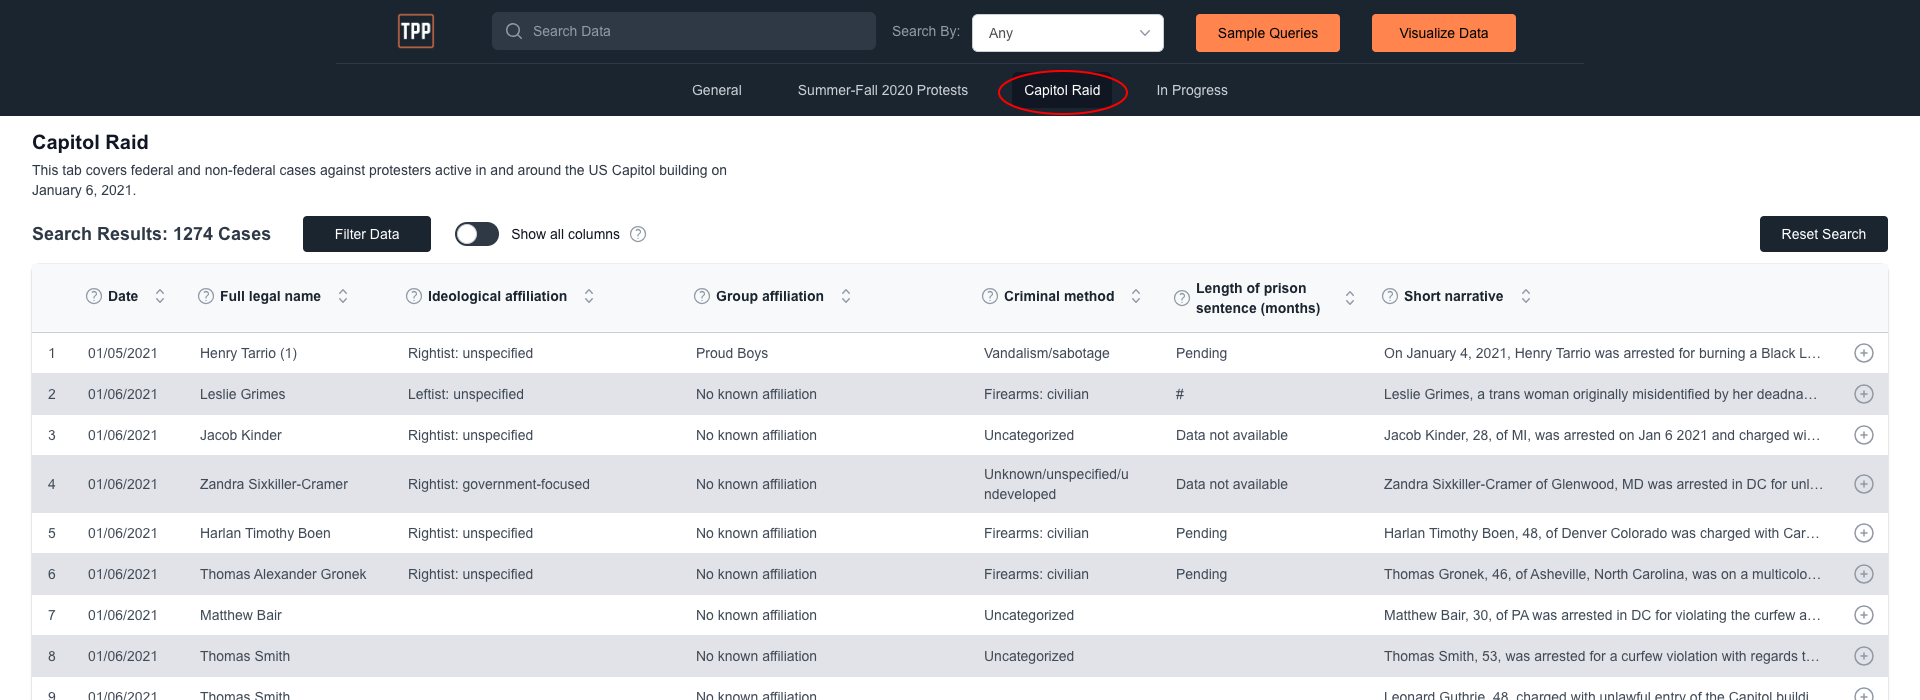 TPP
Search Data
Search By:
Any
Sample Queries
Visualize Data
General
Summer-Fall 2020 Protests
Capitol Raid
In Progress
Capitol Raid
This tab covers federal and non-federal cases against protesters active in and around the US Capitol building on
January 6, 2021.
Search Results: 1274 Cases
Filter Data
Show all columns ?
Reset Search
? Date ? Full legal name ? Ideological affiliation ? Group affiliation ? Criminal method ? Length of prison
sentence (months) ? Short narrative
1 01/05/2021 Henry Tarrio (1) Rightist: unspecified Proud Boys Vandalism/sabotage Pending On January 4, 2021, Henry Tarrio was arrested for burning a Black L...
2 01/06/2021 Leslie Grimes Leftist: unspecified No known affiliation Firearms: civilian # Leslie Grimes, a trans woman originally misidentified by her deadna...
3 01/06/2021 Jacob Kinder Rightist: unspecified No known affiliation Uncategorized Data not available Jacob Kinder, 28, of MI, was arrested on Jan 6 2021 and charged wi...
4 01/06/2021 Zandra Sixkiller-Cramer Rightist: government-focused No known affiliation Unknown/unspecified/u
ndeveloped Data not available Zandra Sixkiller-Cramer of Glenwood, MD was arrested in DC for unl...
5 01/06/2021 Harlan Timothy Boen Rightist: unspecified No known affiliation Firearms: civilian Pending Harlan Timothy Boen, 48, of Denver Colorado was charged with Car...
6 01/06/2021 Thomas Alexander Gronek Rightist: unspecified No known affiliation Firearms: civilian Pending Thomas Gronek, 46, of Asheville, North Carolina, was on a multicolo...
7 01/06/2021 Matthew Bair No known affiliation Uncategorized Matthew Bair, 30, of PA was arrested in DC for violating the curfew a...
8 01/06/2021 Thomas Smith No known affiliation Uncategorized Thomas Smith, 53, was arrested for a curfew violation with regards t...
9 01/06/2021 Thomas Smith No known affiliation Leonard Guthrie, 48, charged with unlawful entry of the Capitol buildi...